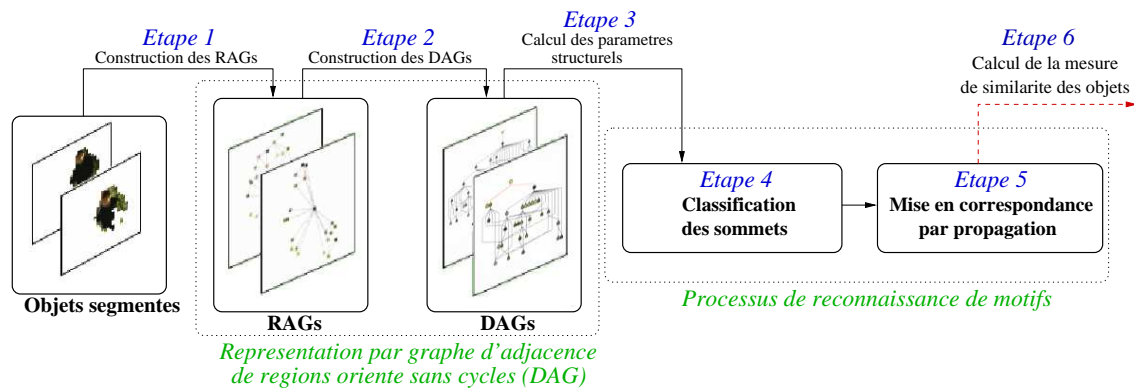 Etape 1
Construction des RAGs
Etape 2
Construction des DAGs
Etape 3
Calcul des parametres
structurels
Etape 6
Calcul de la mesure
de similarite des objets
Objets segmentes
RAGs
DAGs
Etape 4
Classification
des sommets
Etape 5
Mise en correspondance
par propagation
Processus de reconnaissance de motifs
Representation par graphe d'adjacence
de regions oriente sans cycles (DAG)